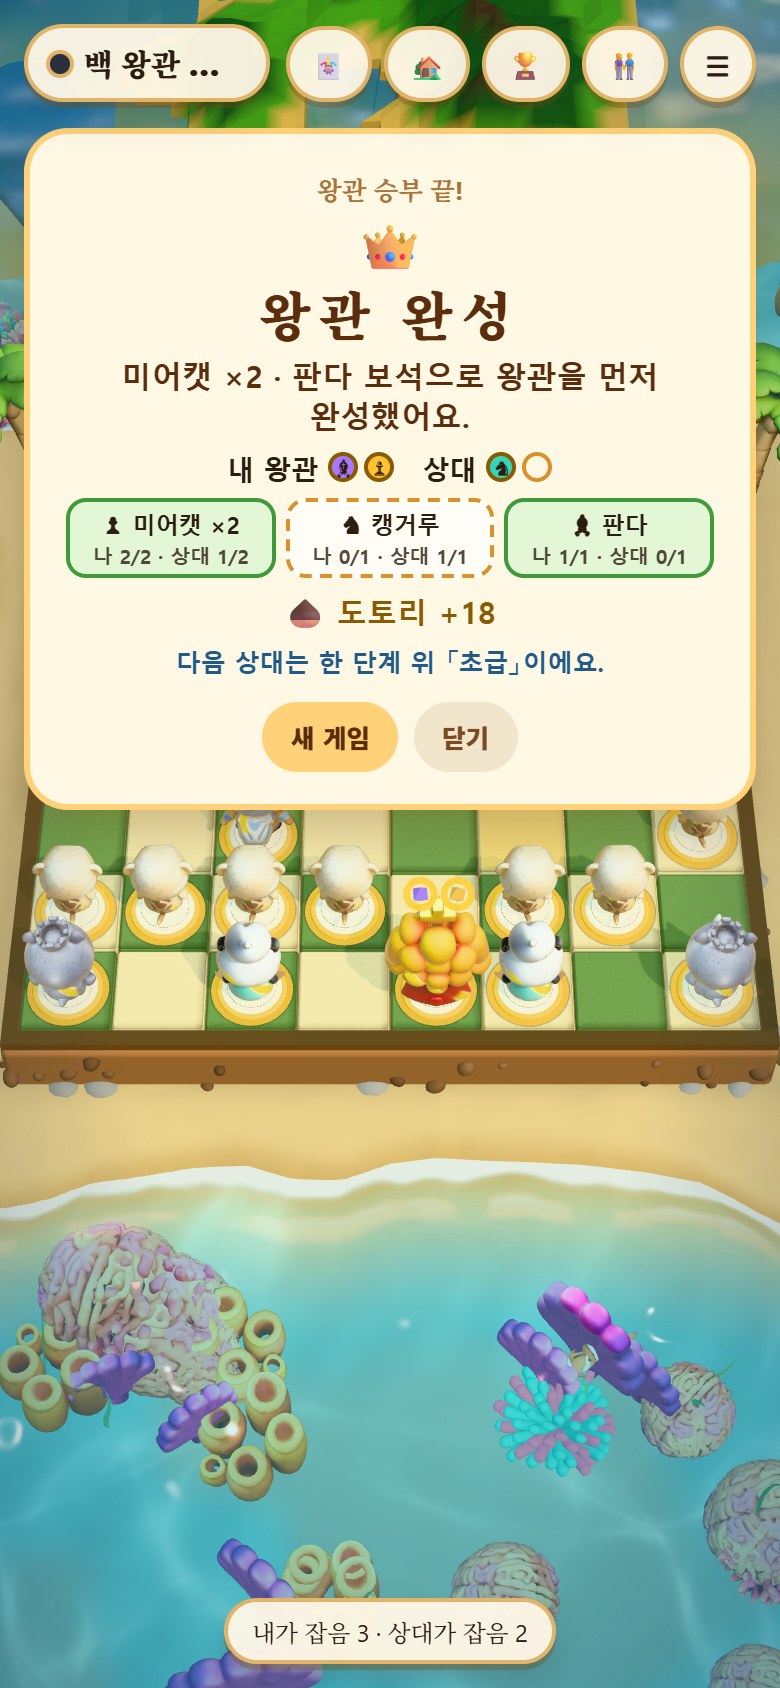 백 왕관 ...
왕관 승부 끝!
왕관 완성
미어캣 ×2 · 판다 보석으로 왕관을 먼저
완성했어요.
내 왕관 상대
미어캣 ×2
나 2/2 · 상대 1/2
캥거루
나 0/1 · 상대 1/1
판다
나 1/1 · 상대 0/1
도토리 +18
다음 상대는 한 단계 위 「초급」이에요.
새 게임
닫기
내가 잡음 3 · 상대가 잡음 2